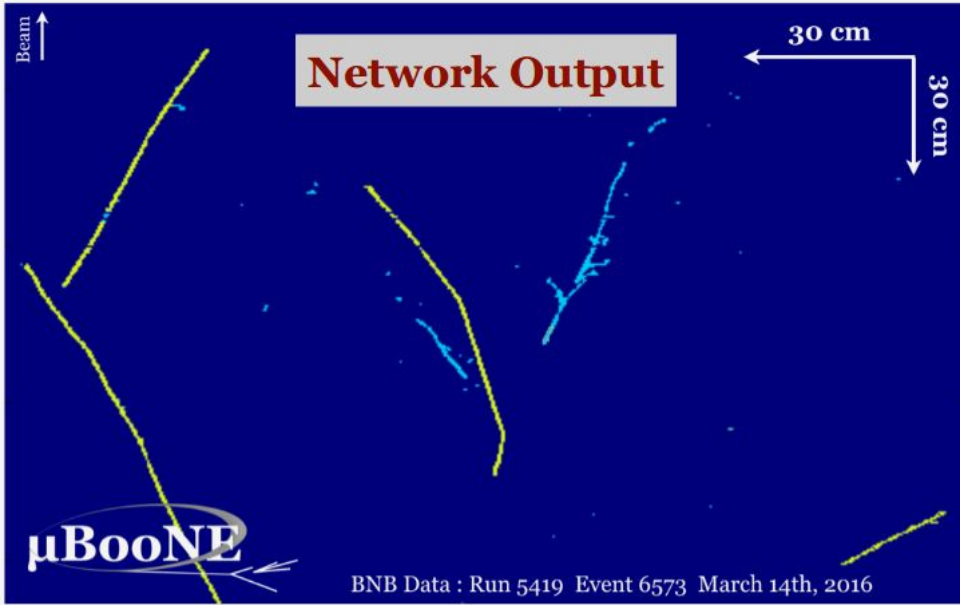 Beam
Network Output
30 cm
30 cm
μBooNE
BNB Data : Run 5419 Event 6573 March 14th, 2016